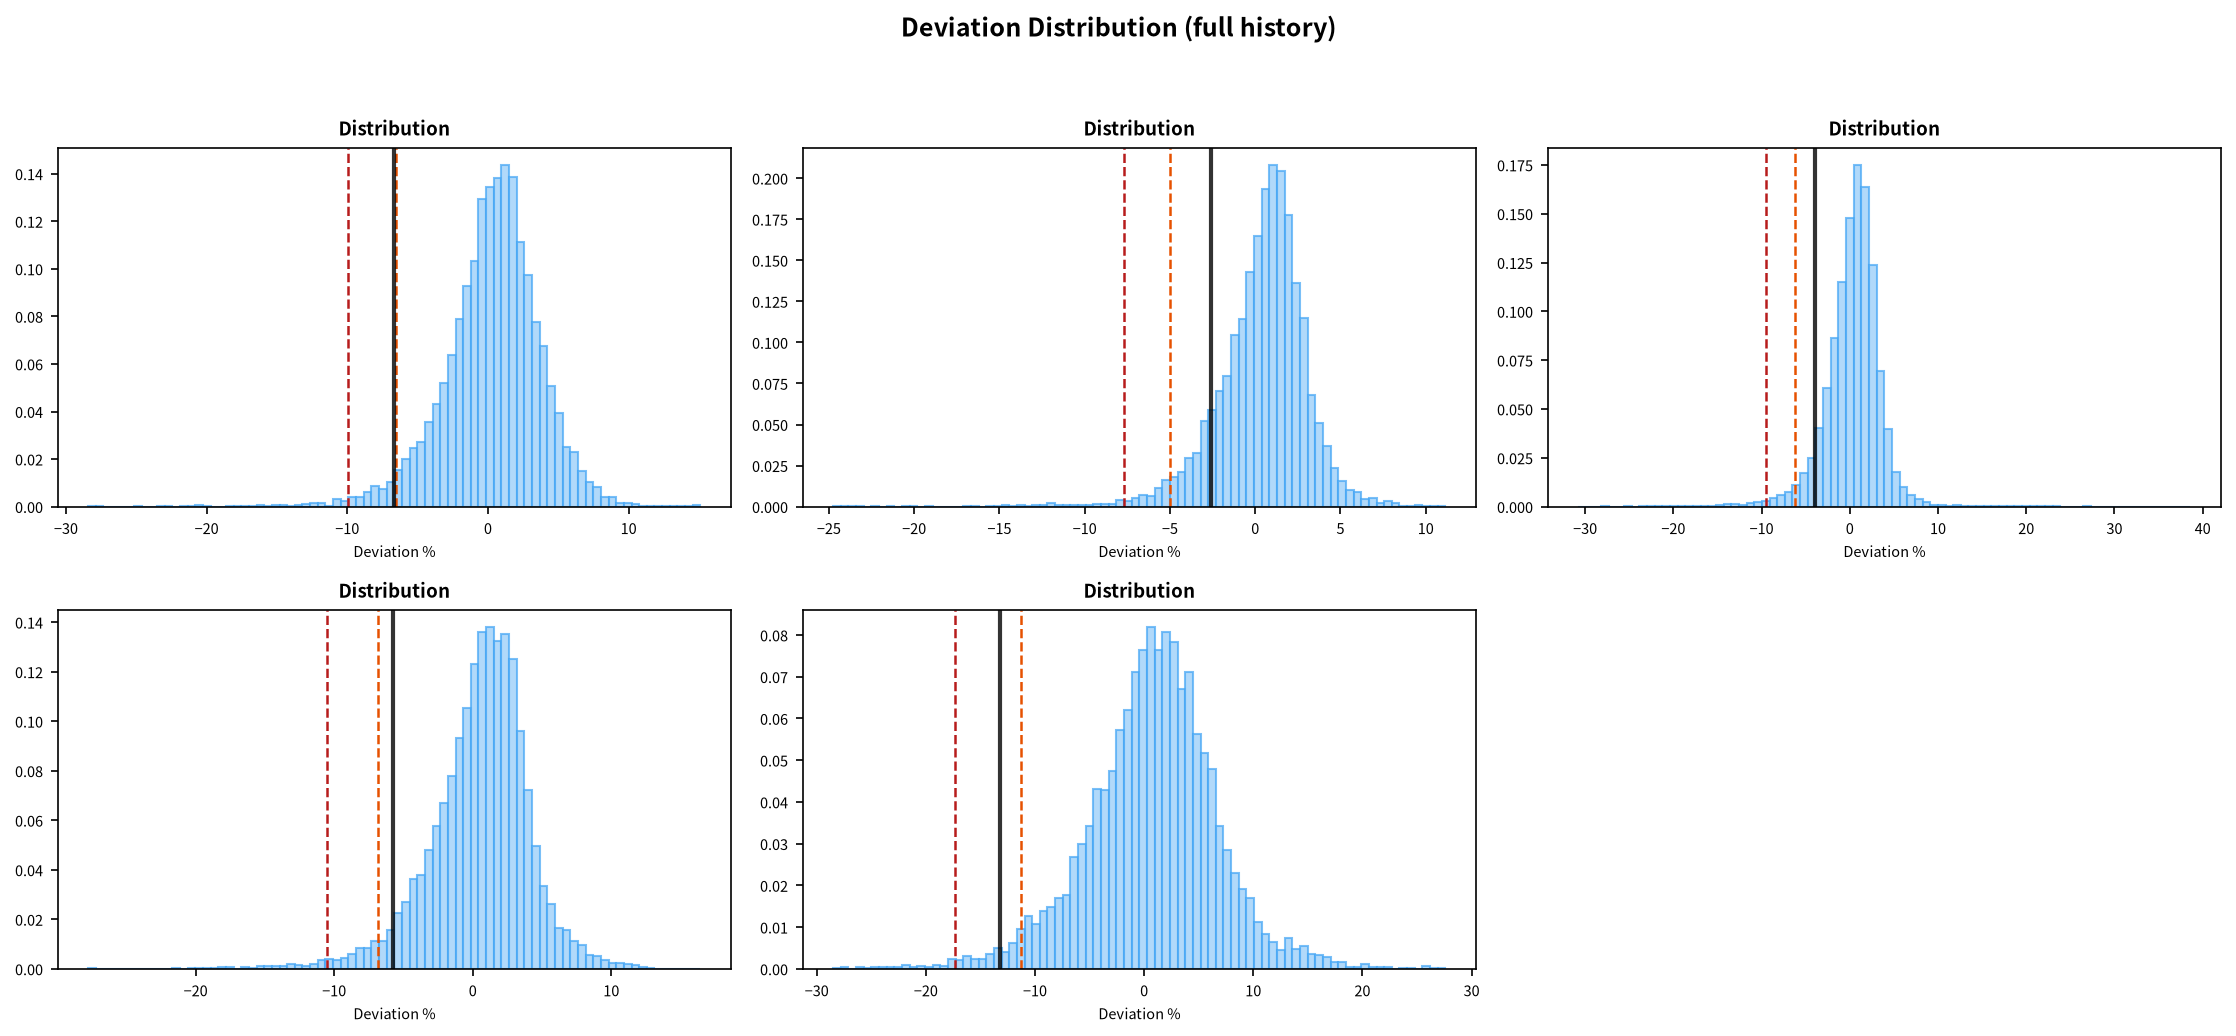 Deviation Distribution (full history)
Distribution
0.14
0.12
0.10
0.08
0.06
0.04
0.02
0.00
−30 −20 −10 0 10
Deviation %
Distribution
0.200
0.175
0.150
0.125
0.100
0.075
0.050
0.025
0.000
−25 −20 −15 −10 −5 0 5 10
Deviation %
Distribution
0.175
0.150
0.125
0.100
0.075
0.050
0.025
0.000
−30 −20 −10 0 10 20 30 40
Deviation %
Distribution
0.14
0.12
0.10
0.08
0.06
0.04
0.02
0.00
−20 −10 0 10
Deviation %
Distribution
0.08
0.07
0.06
0.05
0.04
0.03
0.02
0.01
0.00
−30 −20 −10 0 10 20 30
Deviation %